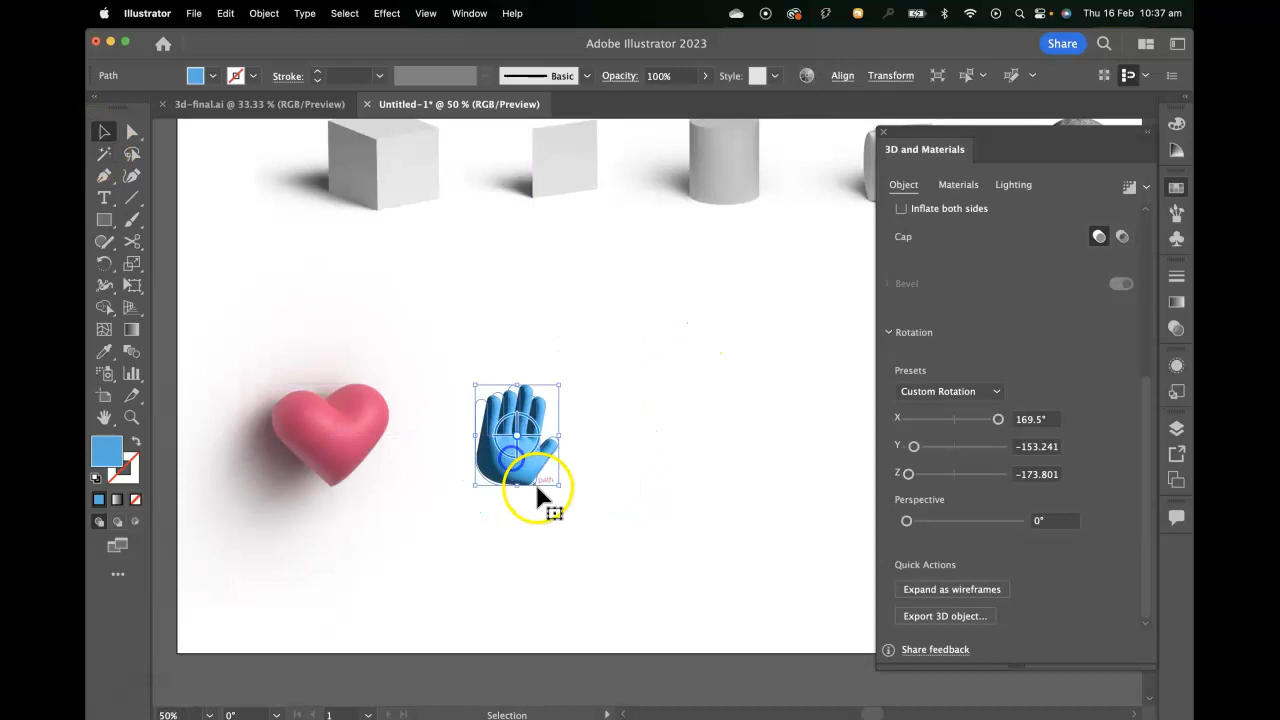 Illustrator File Edit Object Type Select Effect View Window Help Thu 16 Feb 10:37 am
Adobe Illustrator 2023
Share
Path
Stroke:
Basic
Opacity: 100%
Style:
Align
Transform
3d-final.ai @ 33.33 % (RGB/Preview)
Untitled-1* @ 50 % (RGB/Preview)
3D and Materials
Object Materials Lighting
Inflate both sides
Cap
Bevel
Rotation
Presets
Custom Rotation
X 169.5°
Y -153.241
Z -173.801
Perspective
0°
path
Quick Actions
Expand as wireframes
Export 3D object...
Share feedback
50% 0° 1 Selection